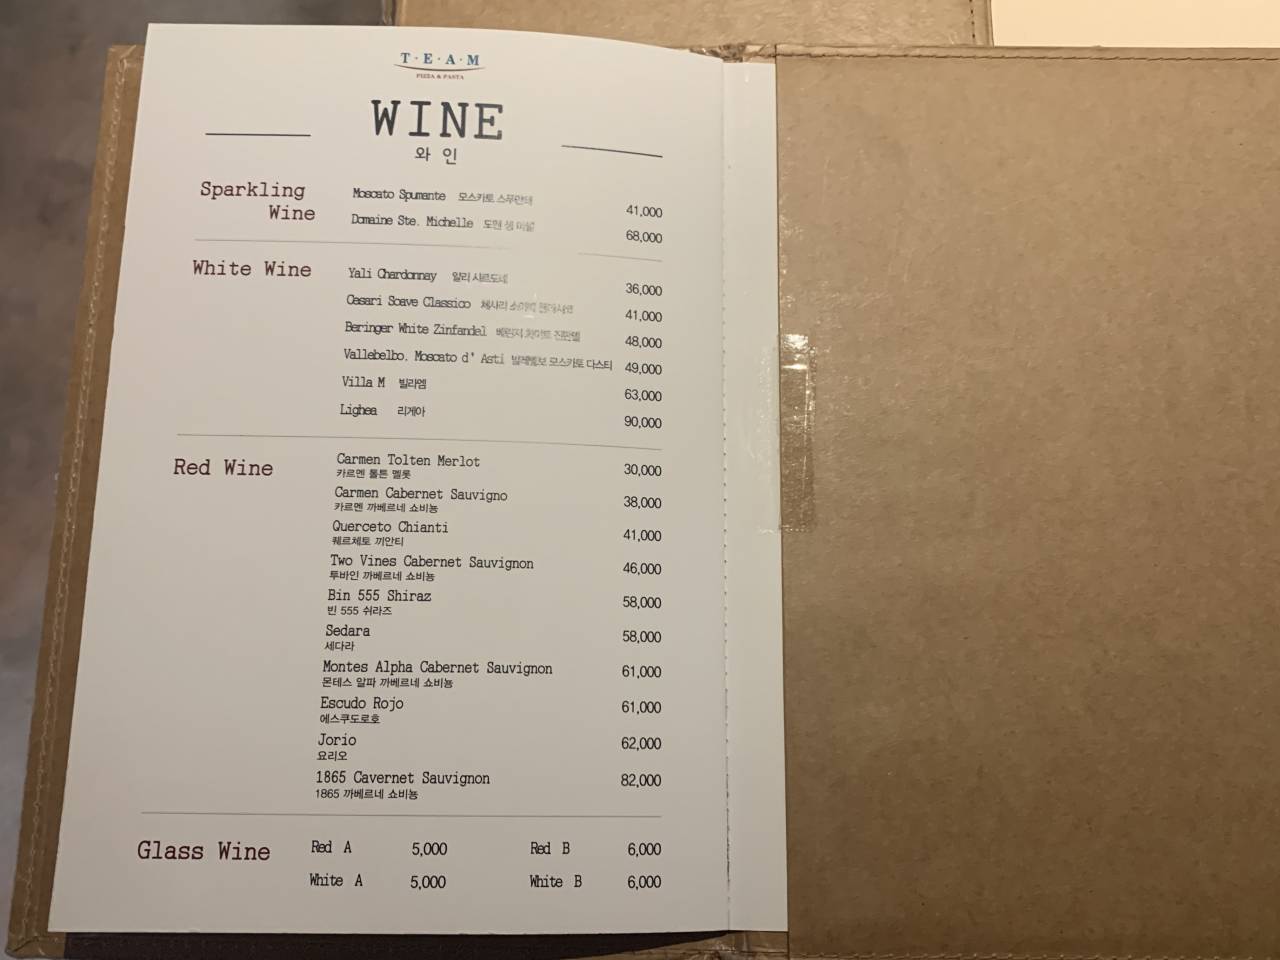 T·E·A·M
PIZZA & PASTA
WINE
와 인
Sparkling
Wine
Moscato Spumante 모스카토 스푸만테 41,000
Domaine Ste. Michelle 도멘 생 미셸 68,000
White Wine
Yali Chardonnay 얄리 샤르도네 36,000
Casari Soave Classico 체사리 41,000
Beringer White Zinfandel 베린저 화이트 진판델 48,000
Vallebelbo. Moscato d' Asti 발레벨보 모스카토 다스티 49,000
Villa M 빌라엠 63,000
Lighea 리게아 90,000
Red Wine
Carmen Tolten Merlot 30,000
카르멘 톨튼 멜롯
Carmen Cabernet Sauvigno 38,000
카르멘 까베르네 쇼비뇽
Querceto Chianti 41,000
퀘르체토 끼안티
Two Vines Cabernet Sauvignon 46,000
투바인 까베르네 쇼비뇽
Bin 555 Shiraz 58,000
빈 555 쉬라즈
Sedara 58,000
세다라
Montes Alpha Cabernet Sauvignon 61,000
몬테스 알파 까베르네 쇼비뇽
Escudo Rojo 61,000
에스쿠도로호
Jorio 62,000
요리오
1865 Cavernet Sauvignon 82,000
1865 까베르네 쇼비뇽
Glass Wine
Red A 5,000 Red B 6,000
White A 5,000 White B 6,000